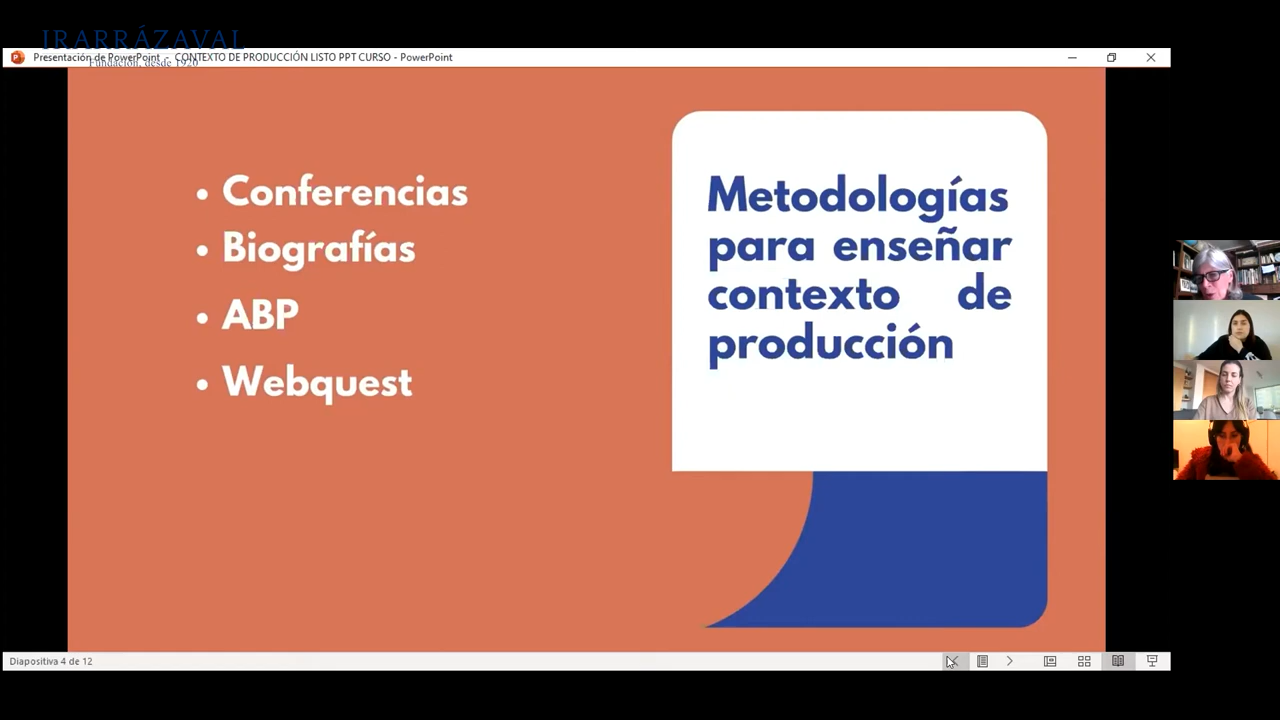 IRARRÁZAVAL
Fundación, desde 1920
Presentación de PowerPoint - CONTEXTO DE PRODUCCIÓN LISTO PPT CURSO - PowerPoint
• Conferencias
• Biografías
• ABP
• Webquest
Metodologías
para enseñar
contexto de
producción
Diapositiva 4 de 12